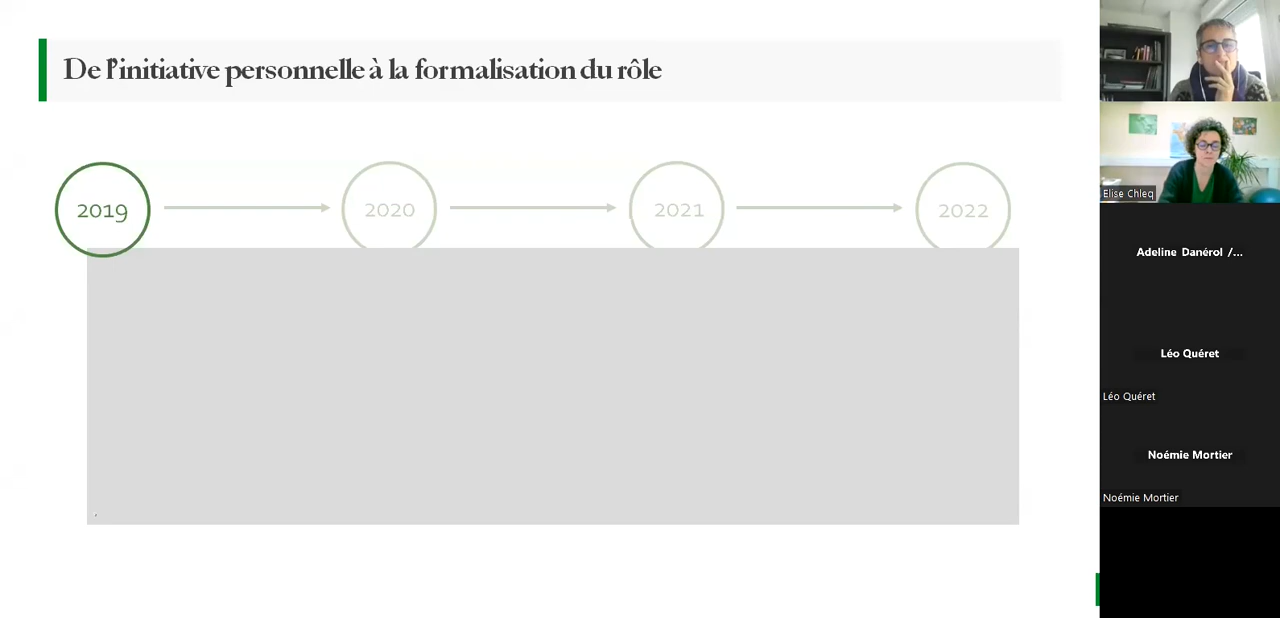 De l'initiative personnelle à la formalisation du rôle
2019
2020
2021
2022
Elise Chleq
Adeline Danérol /...
Léo Quéret
Léo Quéret
Noémie Mortier
Noémie Mortier